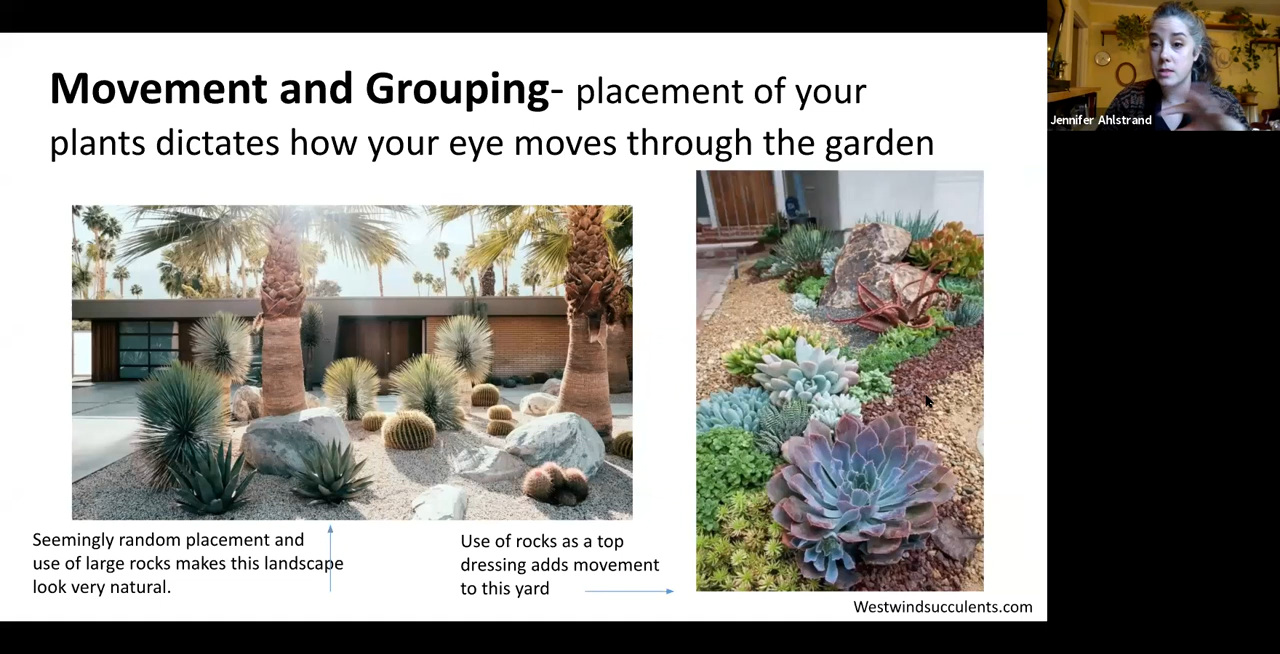 Movement and Grouping- placement of your
plants dictates how your eye moves through the garden
Jennifer Ahlstrand
Seemingly random placement and
use of large rocks makes this landscape
look very natural.
Use of rocks as a top
dressing adds movement
to this yard
Westwindsucculents.com